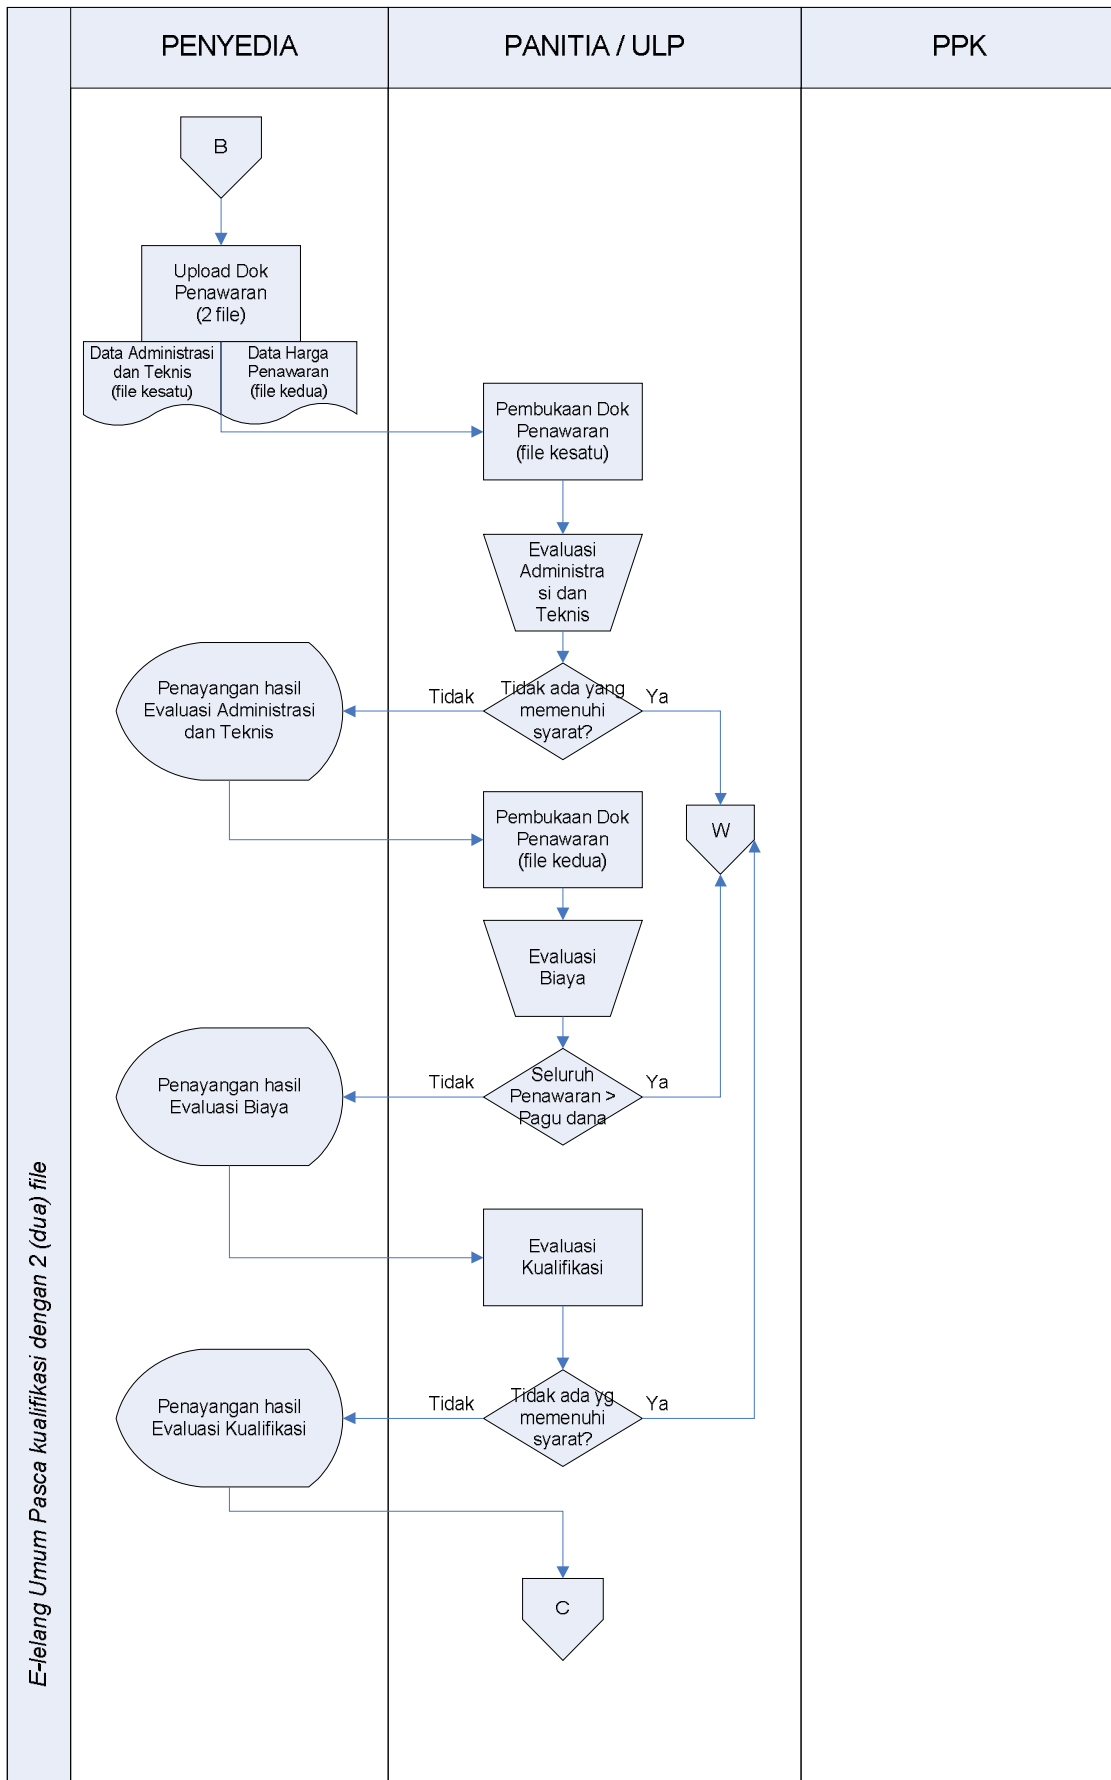 PENYEDIA
PANITIA / ULP
PPK
B
Upload Dok
Penawaran
(2 file)
Data Administrasi
dan Teknis
(file kesatu)
Data Harga
Penawaran
(file kedua)
Pembukaan Dok
Penawaran
(file kesatu)
Evaluasi
Administra
si dan
Teknis
Penayangan hasil
Evaluasi Administrasi
dan Teknis
Tidak
Tidak ada yang
memenuhi
syarat?
Ya
Pembukaan Dok
Penawaran
(file kedua)
W
Evaluasi
Biaya
Penayangan hasil
Evaluasi Biaya
Tidak
Seluruh
Penawaran >
Pagu dana
Ya
Evaluasi
Kualifikasi
Penayangan hasil
Evaluasi Kualifikasi
Tidak
Tidak ada yg
memenuhi
syarat?
Ya
C
E-lelang Umum Pasca kualifikasi dengan 2 (dua) file